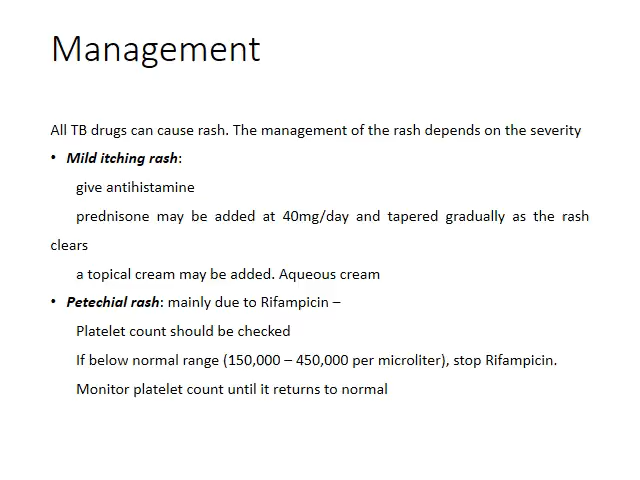 Management
All TB drugs can cause rash. The management of the rash depends on the severity
• Mild itching rash:
give antihistamine
prednisone may be added at 40mg/day and tapered gradually as the rash
clears
a topical cream may be added. Aqueous cream
• Petechial rash: mainly due to Rifampicin –
Platelet count should be checked
If below normal range (150,000 – 450,000 per microliter), stop Rifampicin.
Monitor platelet count until it returns to normal